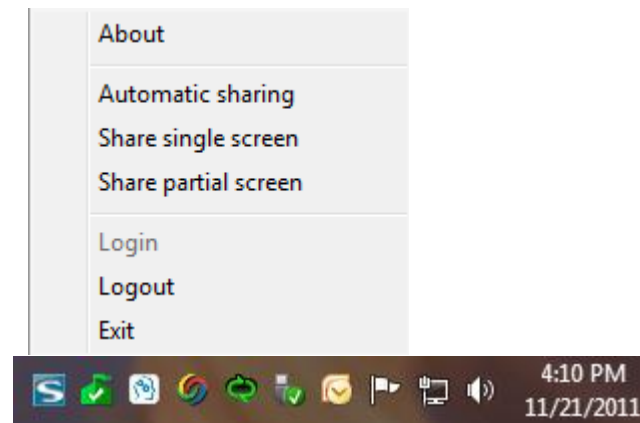 About
Automatic sharing
Share single screen
Share partial screen
Login
Logout
Exit
S
4:10 PM
11/21/2011